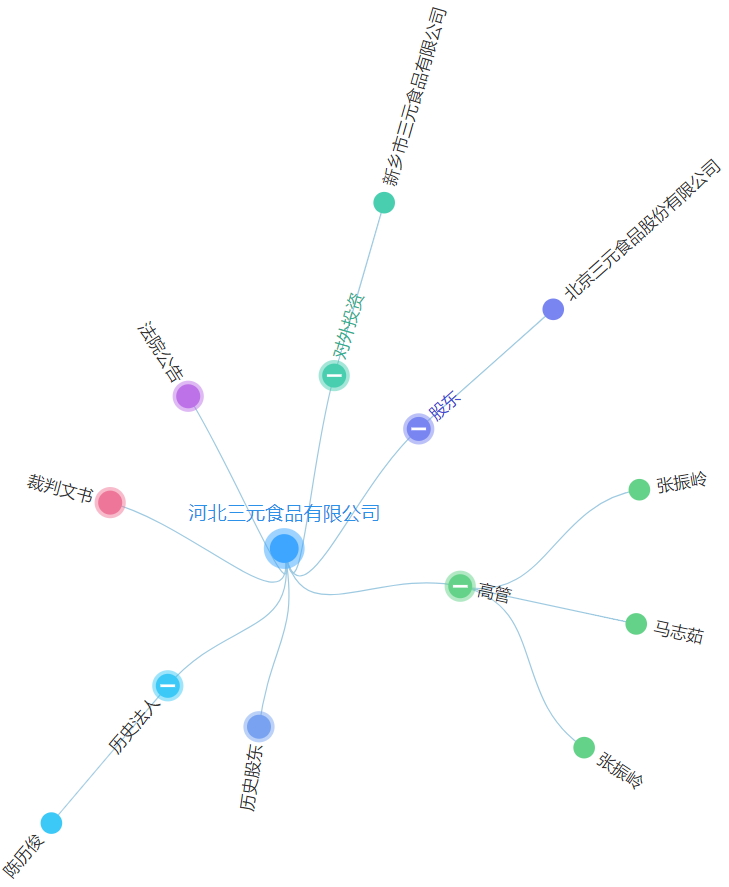 新乡市三元食品有限公司
北京三元食品股份有限公司
对外投资
法院公告
股东
裁判文书
张振岭
河北三元食品有限公司
高管
马志茹
历史法人
历史股东
张振岭
陈历俊